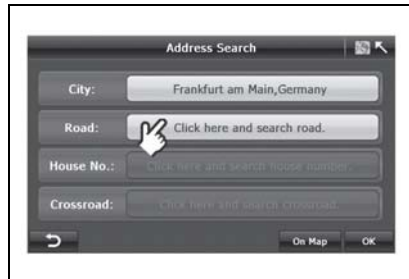 Address Search
City: Frankfurt am Main,Germany
Road: Click here and search road.
House No.: Click here and search house number.
Crossroad: Click here and search crossroad.
On Map OK